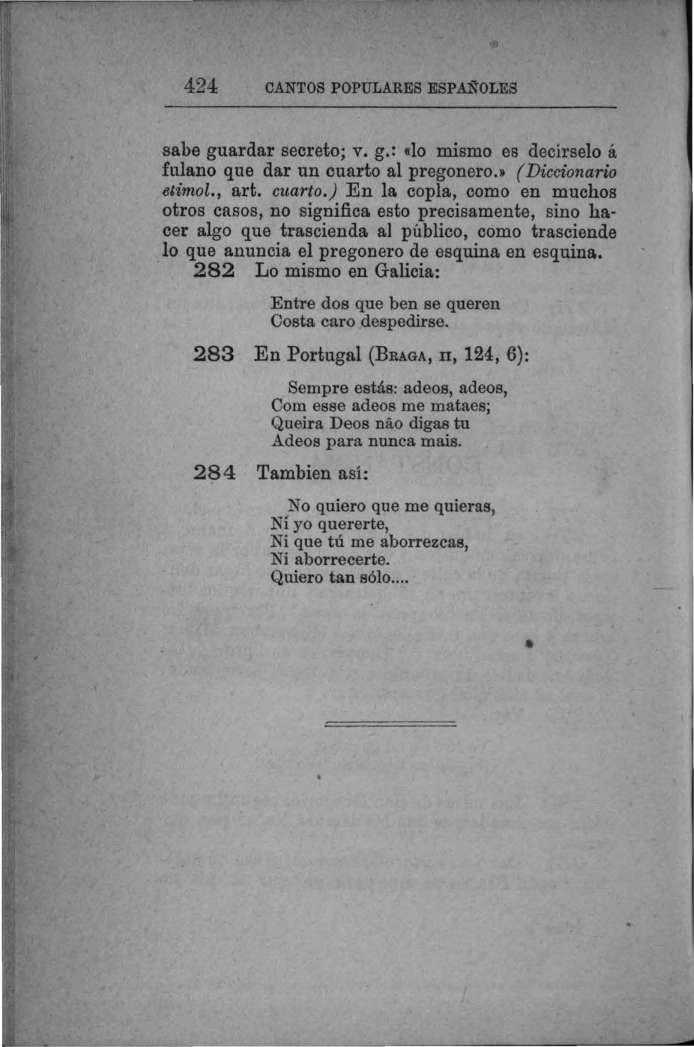 424 CANTOS POPULARES ESPAÑOLES
sabe guardar secreto; v. g.: «lo mismo es decírselo á
fulano que dar un cuarto al pregonero.» (Diccionario
etimol., art. cuarto.) En la copla, como en muchos
otros casos, no significa esto precisamente, sino ha-
cer algo que trascienda al público, como trasciende
lo que anuncia el pregonero de esquina en esquina.
282 Lo mismo en Galicia:
Entre dos que ben se queren
Costa caro despedirse.
283 En Portugal (BRAGA, II, 124, 6):
Sempre estás: adeos, adeos,
Com esse adeos me mataes;
Queira Deos não digas tu
Adeos para nunca mais.
284 Tambien así:
No quiero que me quieras,
Ni yo quererte,
Ni que tú me aborrezcas,
Ni aborrecerte.
Quiero tan sólo....